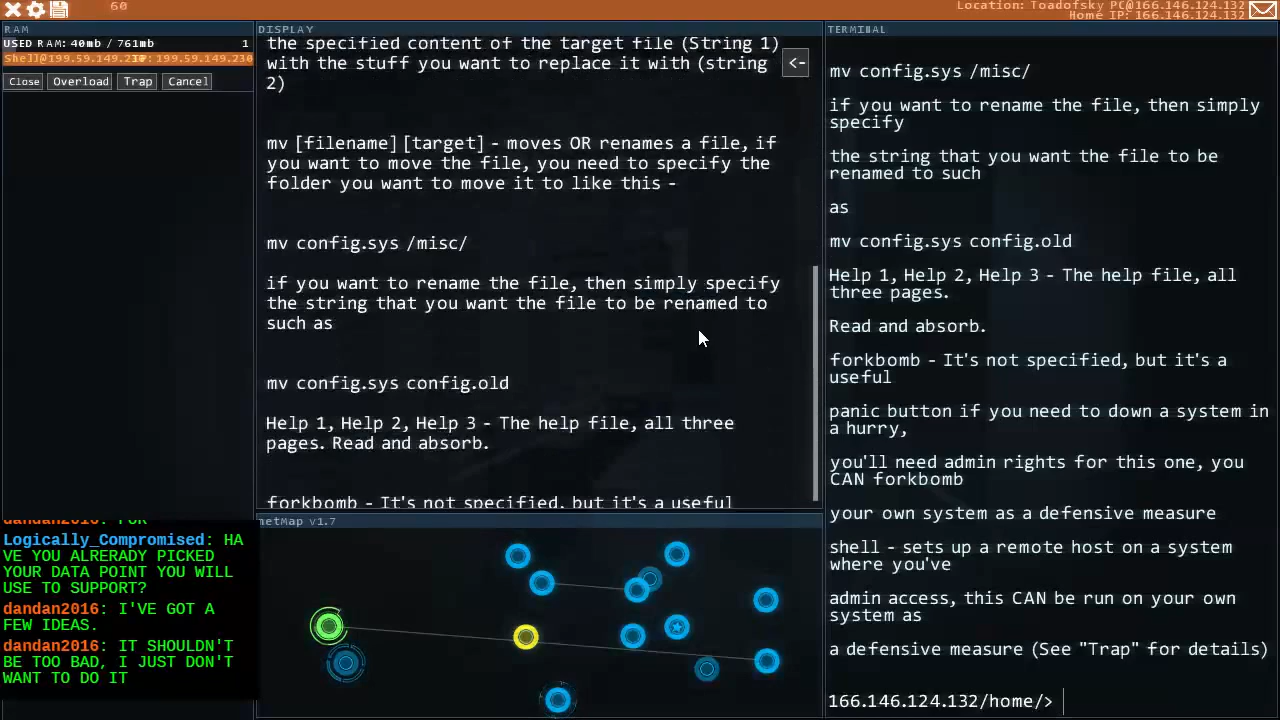 60
Location: Toadofsky PC@166.146.124.132
Home IP: 166.146.124.132
RAM
USED RAM: 40mb / 761mb 1
Close Overload Trap Cancel
dandan2016: FOR
Logically_Compromised: HA
VE YOU ALRERADY PICKED
YOUR DATA POINT YOU WILL
USE TO SUPPORT?
dandan2016: I'VE GOT A
FEW IDEAS.
dandan2016: IT SHOULDN'T
BE TOO BAD, I JUST DON'T
WANT TO DO IT
DISPLAY
the specified content of the target file (String 1)
with the stuff you want to replace it with (string
2)
<-
mv [filename] [target] - moves OR renames a file, if
you want to move the file, you need to specify the
folder you want to move it to like this -
mv config.sys /misc/
if you want to rename the file, then simply specify
the string that you want the file to be renamed to
such as
mv config.sys config.old
Help 1, Help 2, Help 3 - The help file, all three
pages. Read and absorb.
forkbomb - It's not specified, but it's a useful
netMap v1.7
TERMINAL
mv config.sys /misc/
if you want to rename the file, then simply
specify
the string that you want the file to be
renamed to such
as
mv config.sys config.old
Help 1, Help 2, Help 3 - The help file, all
three pages.
Read and absorb.
forkbomb - It's not specified, but it's a
useful
panic button if you need to down a system in
a hurry,
you'll need admin rights for this one, you
CAN forkbomb
your own system as a defensive measure
shell - sets up a remote host on a system
where you've
admin access, this CAN be run on your own
system as
a defensive measure (See "Trap" for details)
166.146.124.132/home/>